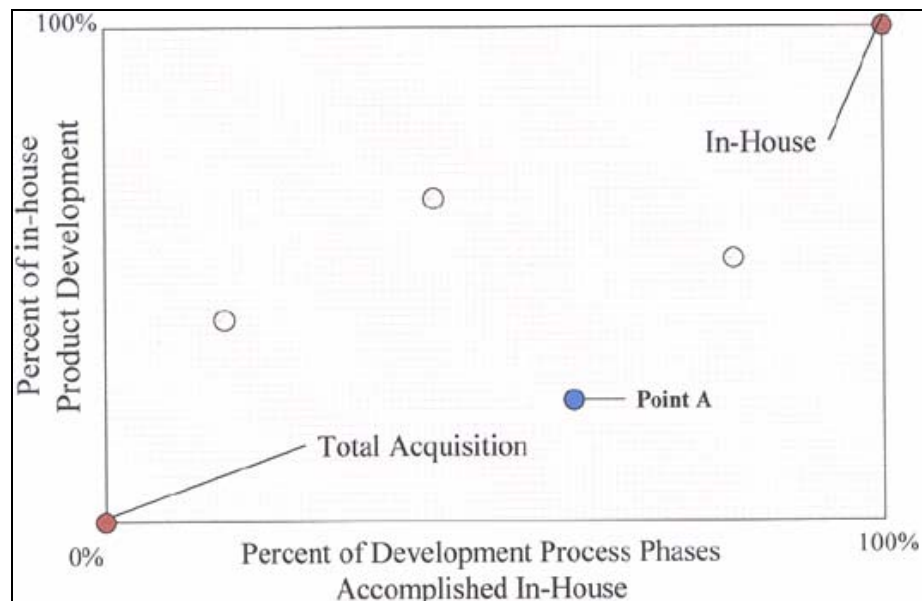 100%
Percent of in-house
Product Development
In-House
Point A
Total Acquisition
0%
Percent of Development Process Phases
Accomplished In-House
100%